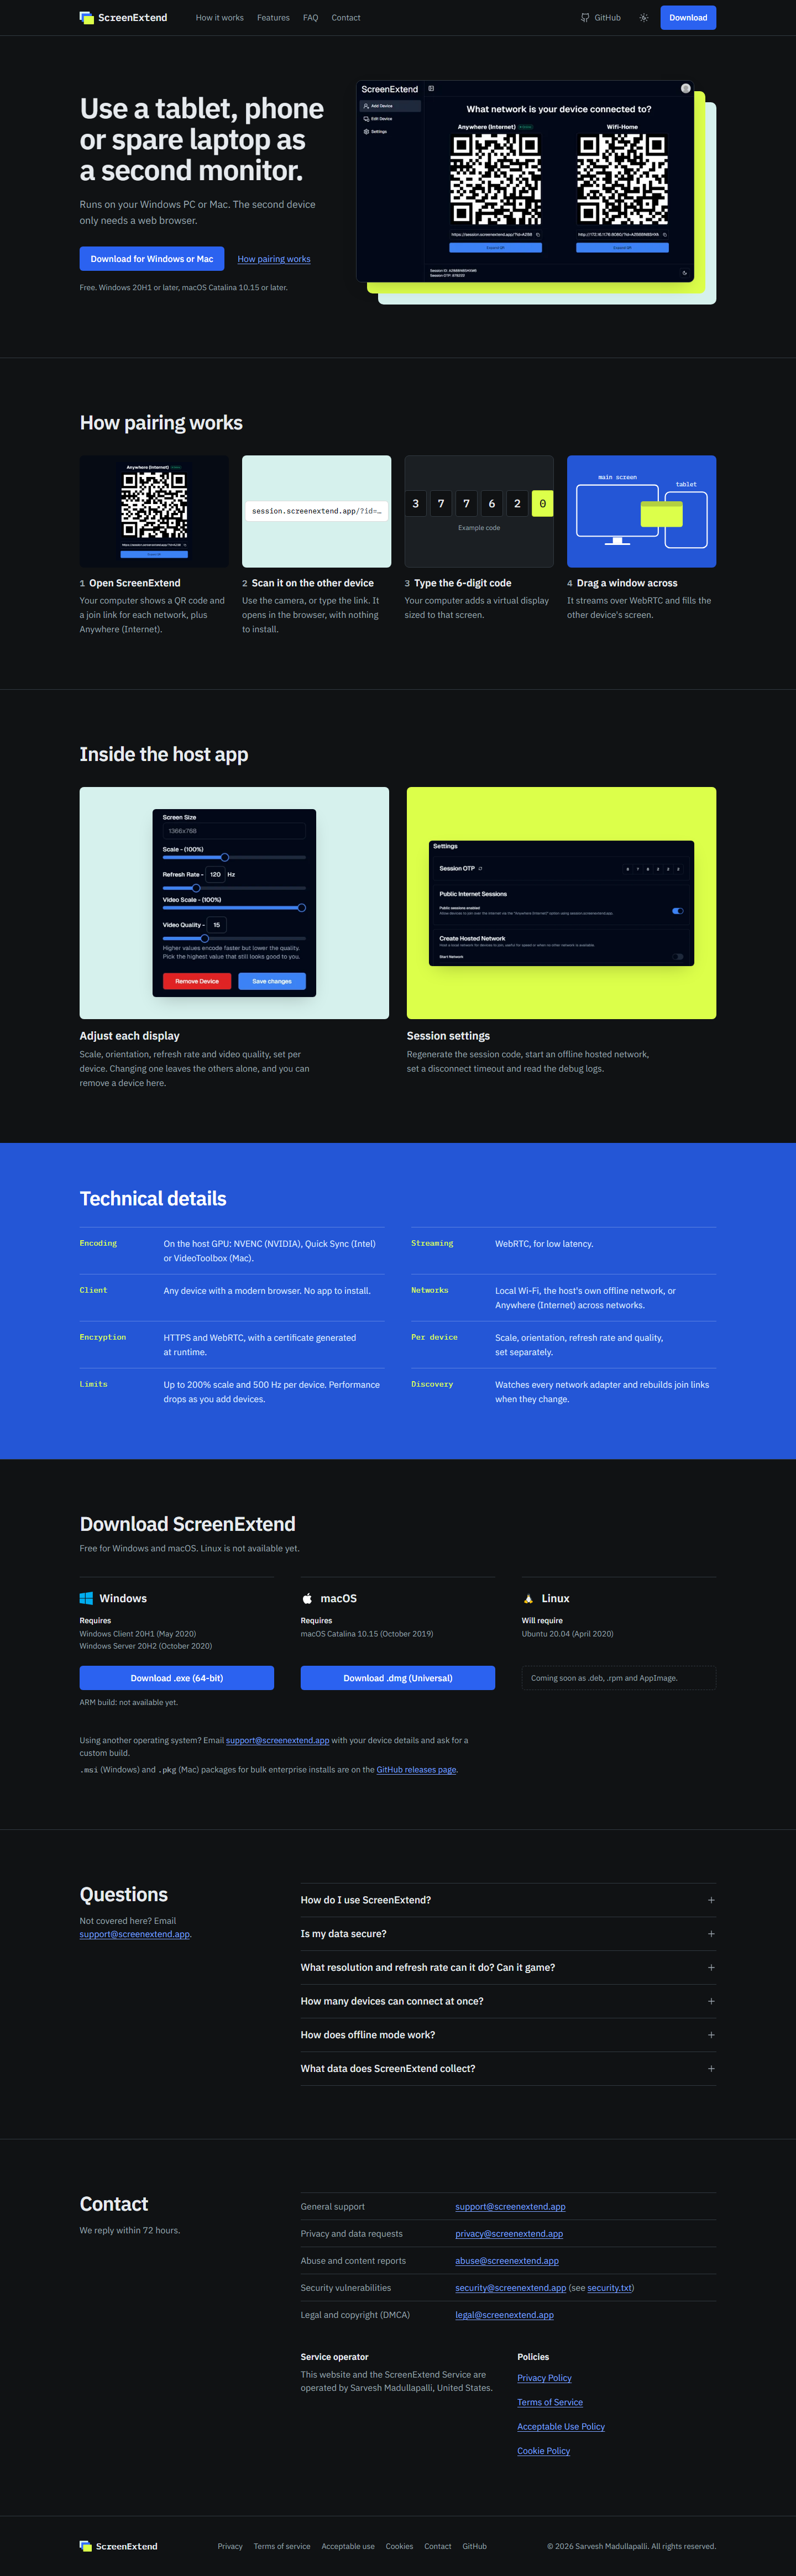 ScreenExtend
How it works
Features
FAQ
Contact
GitHub
Download
Use a tablet, phone
or spare laptop as
a second monitor.
Runs on your Windows PC or Mac. The second device
only needs a web browser.
Download for Windows or Mac
How pairing works
Free. Windows 20H1 or later, macOS Catalina 10.15 or later.
ScreenExtend
Add Device
Edit Device
Settings
What network is your device connected to?
Anywhere (Internet)
Wifi-Home
Expand QR
Expand QR
How pairing works
Anywhere (Internet)
Expand QR
session.screenextend.app/?id=…
3 7 7 6 2 0
Example code
main screen
tablet
1 Open ScreenExtend
Your computer shows a QR code and
a join link for each network, plus
Anywhere (Internet).
2 Scan it on the other device
Use the camera, or type the link. It
opens in the browser, with nothing
to install.
3 Type the 6-digit code
Your computer adds a virtual display
sized to that screen.
4 Drag a window across
It streams over WebRTC and fills the
other device's screen.
Inside the host app
Screen Size
1366x768
Scale - (100%)
Refresh Rate - 120 Hz
Video Scale - (100%)
Video Quality - 15
Higher values encode faster but lower the quality.
Pick the highest value that still looks good to you.
Remove Device
Save changes
Settings
Session OTP
Public Internet Sessions
Public sessions enabled
Create Hosted Network
Start Network
Adjust each display
Scale, orientation, refresh rate and video quality, set per
device. Changing one leaves the others alone, and you can
remove a device here.
Session settings
Regenerate the session code, start an offline hosted network,
set a disconnect timeout and read the debug logs.
Technical details
Encoding
On the host GPU: NVENC (NVIDIA), Quick Sync (Intel)
or VideoToolbox (Mac).
Streaming
WebRTC, for low latency.
Client
Any device with a modern browser. No app to install.
Networks
Local Wi-Fi, the host's own offline network, or
Anywhere (Internet) across networks.
Encryption
HTTPS and WebRTC, with a certificate generated
at runtime.
Per device
Scale, orientation, refresh rate and quality,
set separately.
Limits
Up to 200% scale and 500 Hz per device. Performance
drops as you add devices.
Discovery
Watches every network adapter and rebuilds join links
when they change.
Download ScreenExtend
Free for Windows and macOS. Linux is not available yet.
Windows
Requires
Windows Client 20H1 (May 2020)
Windows Server 20H2 (October 2020)
Download .exe (64-bit)
ARM build: not available yet.
macOS
Requires
macOS Catalina 10.15 (October 2019)
Download .dmg (Universal)
Linux
Will require
Ubuntu 20.04 (April 2020)
Coming soon as .deb, .rpm and AppImage.
Using another operating system? Email support@screenextend.app with your device details and ask for a
custom build.
.msi (Windows) and .pkg (Mac) packages for bulk enterprise installs are on the GitHub releases page.
Questions
Not covered here? Email
support@screenextend.app.
How do I use ScreenExtend?
Is my data secure?
What resolution and refresh rate can it do? Can it game?
How many devices can connect at once?
How does offline mode work?
What data does ScreenExtend collect?
Contact
We reply within 72 hours.
General support
support@screenextend.app
Privacy and data requests
privacy@screenextend.app
Abuse and content reports
abuse@screenextend.app
Security vulnerabilities
security@screenextend.app (see security.txt)
Legal and copyright (DMCA)
legal@screenextend.app
Service operator
This website and the ScreenExtend Service are
operated by Sarvesh Madullapalli, United States.
Policies
Privacy Policy
Terms of Service
Acceptable Use Policy
Cookie Policy
ScreenExtend
Privacy
Terms of service
Acceptable use
Cookies
Contact
GitHub
© 2026 Sarvesh Madullapalli. All rights reserved.